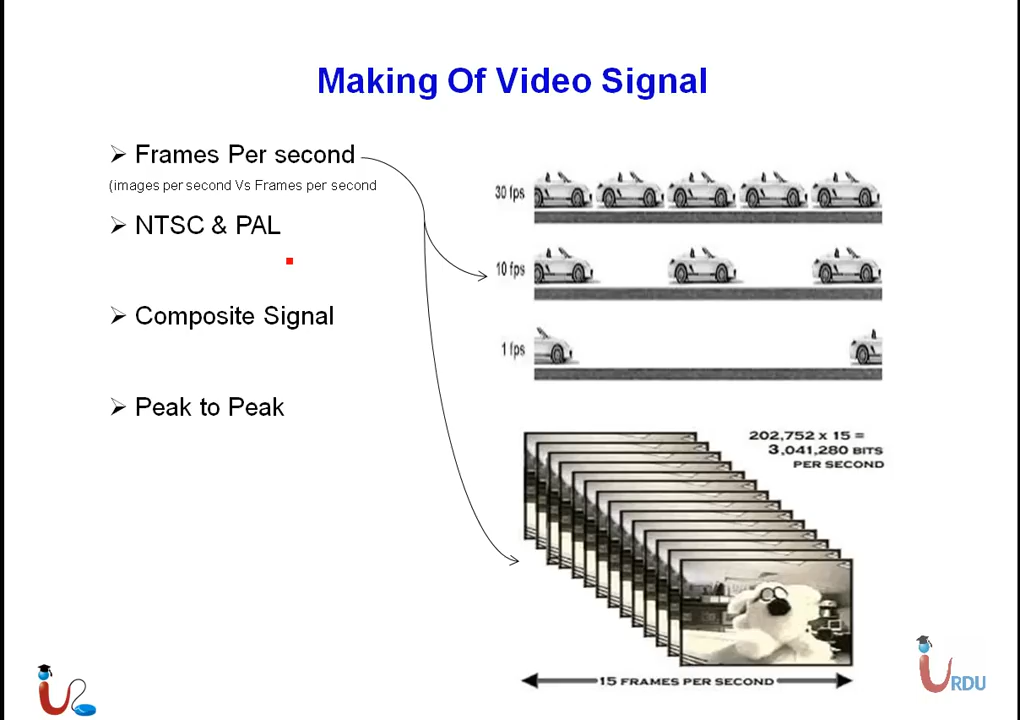 Making Of Video Signal
Frames Per second
(images per second Vs Frames per second
NTSC & PAL
Composite Signal
Peak to Peak
30 fps
10 fps
1 fps
202,752 x 15 =
3,041,280 BITS
PER SECOND
15 FRAMES PER SECOND
URDU